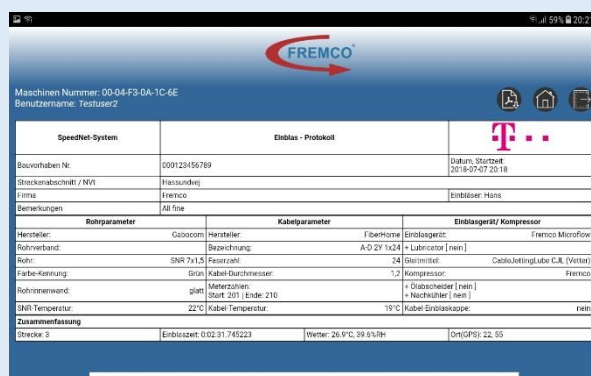 59% 20:21
FREMCO
Maschinen Nummer: 00-04-F3-0A-1C-6E
Benutzername: Testuser2
SpeedNet-System Einblas - Protokoll T
Bauvorhaben Nr. 000123456789 Datum, Startzeit:
2018-07-07 20:18
Streckenabschnitt / NVt Hassundvej
Firma Fremco Einbläser: Hans
Bemerkungen All fine
Rohrparameter Kabelparameter Einblasgerät/ Kompressor
Hersteller: Gabocom Hersteller: FiberHome Einblasgerät: Fremco Microflow
Rohrverband: Bezeichnung: A-D 2Y 1x24 + Lubricator [ nein ]
Rohr: SNR 7x1,5 Faserzahl: 24 Gleitmittel: CableJettingLube CJL (Vetter)
Farbe-Kennung: Grün Kabel-Durchmesser: 1,2 Kompressor: Fremco
Rohrinnenwand: glatt Meterzahlen: + Ölabscheider [ nein ]
Start: 201 | Ende: 210 + Nachkühler [ nein ]
SNR-Temperatur: 22°C Kabel-Temperatur: 19°C Kabel-Einblaskappe: nein
Zusammenfassung
Strecke: 3 Einblaszeit: 0:02:31.745223 Wetter: 26.9°C, 39.6%RH Ort(GPS): 22, 55